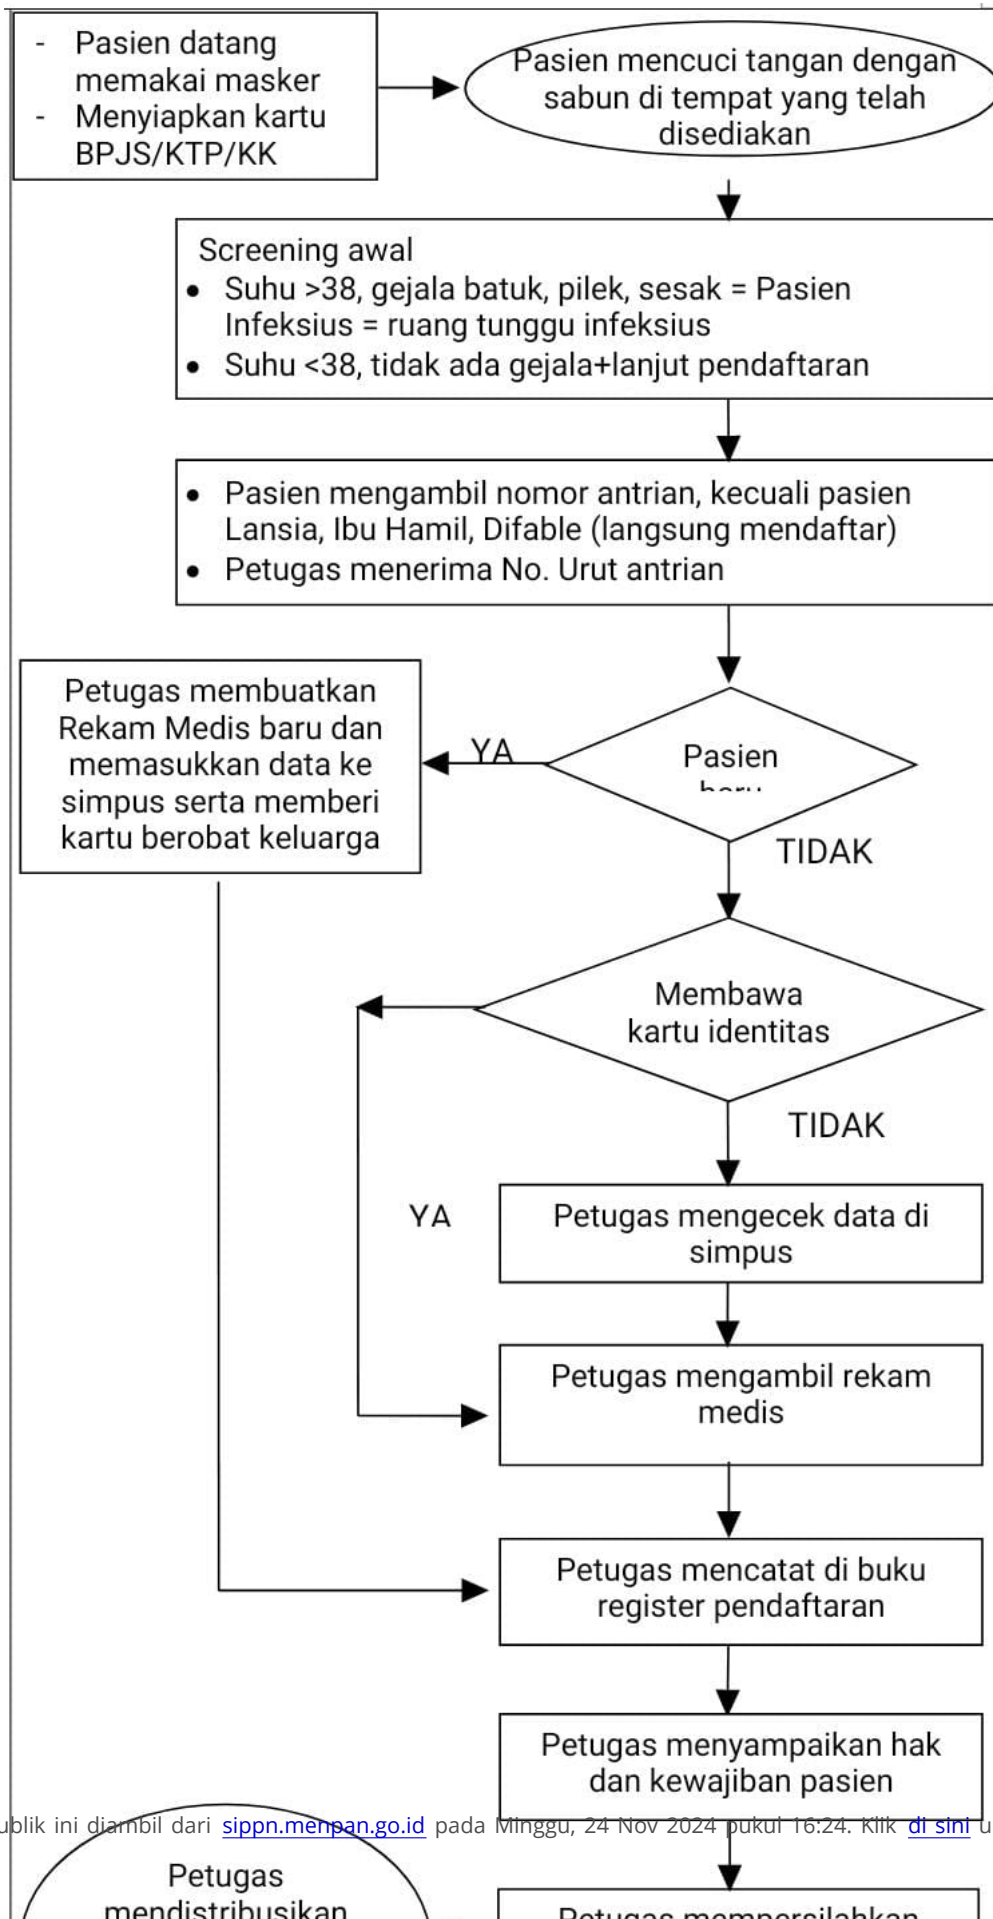 - Pasien datang
memakai masker
- Menyiapkan kartu
BPJS/KTP/KK
Pasien mencuci tangan dengan
sabun di tempat yang telah
disediakan
Screening awal
• Suhu >38, gejala batuk, pilek, sesak = Pasien
Infeksius = ruang tunggu infeksius
• Suhu <38, tidak ada gejala+lanjut pendaftaran
• Pasien mengambil nomor antrian, kecuali pasien
Lansia, Ibu Hamil, Difable (langsung mendaftar)
• Petugas menerima No. Urut antrian
Petugas membuatkan
Rekam Medis baru dan
memasukkan data ke
simpus serta memberi
kartu berobat keluarga
YA
Pasien
baru
TIDAK
Membawa
kartu identitas
TIDAK
YA
Petugas mengecek data di
simpus
Petugas mengambil rekam
medis
Petugas mencatat di buku
register pendaftaran
Petugas menyampaikan hak
dan kewajiban pasien
ublik ini diambil dari sippn.menpan.go.id pada Minggu, 24 Nov 2024 pukul 16:24. Klik di sini u
Petugas
mendistribusikan
Petugas mempersilahkan